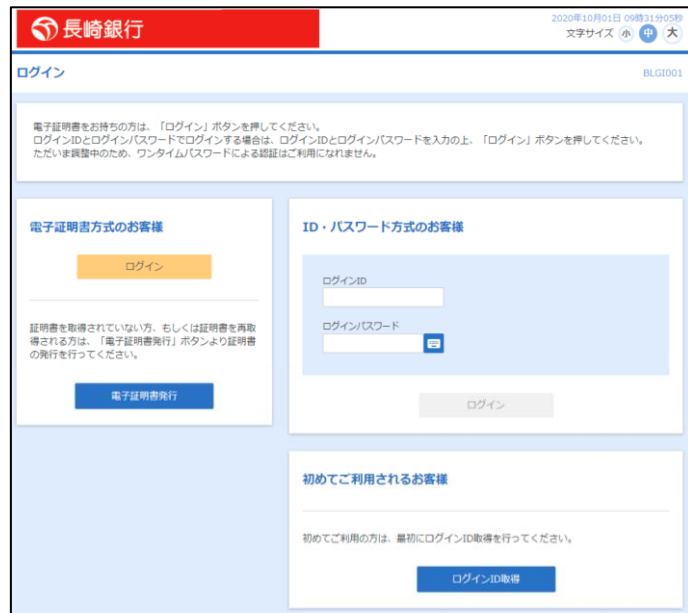 長崎銀行
2020年10月01日 09時31分05秒
文字サイズ 小 中 大
ログイン
BLGI001
電子証明書をお持ちの方は、「ログイン」ボタンを押してください。
ログインIDとログインパスワードでログインする場合は、ログインIDとログインパスワードを入力の上、「ログイン」ボタンを押してください。
ただいま調整中のため、ワンタイムパスワードによる認証はご利用になれません。
電子証明書方式のお客様
ログイン
証明書を取得されていない方、もしくは証明書を再取
得される方は、「電子証明書発行」ボタンより証明書
の発行を行ってください。
電子証明書発行
ID・パスワード方式のお客様
ログインID
ログインパスワード
ログイン
初めてご利用されるお客様
初めてご利用の方は、最初にログインID取得を行ってください。
ログインID取得